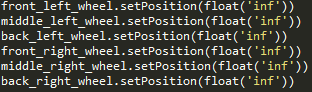 front_left_wheel.setPosition(float('inf'))
middle_left_wheel.setPosition(float('inf'))
back_left_wheel.setPosition(float('inf'))
front_right_wheel.setPosition(float('inf'))
middle_right_wheel.setPosition(float('inf'))
back_right_wheel.setPosition(float('inf'))